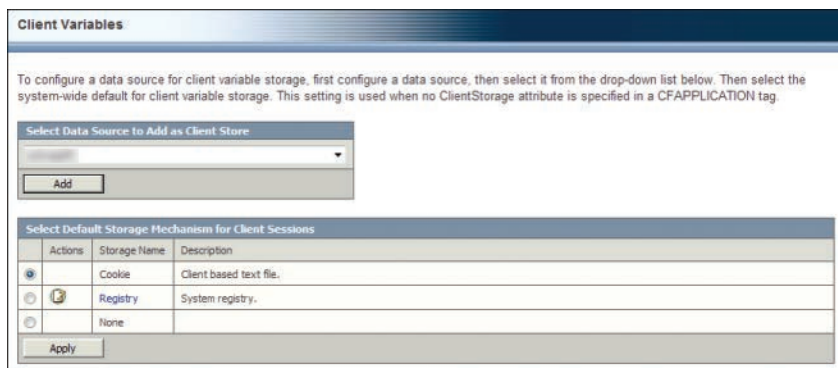 Client Variables
To configure a data source for client variable storage, first configure a data source, then select it from the drop-down list below. Then select the
system-wide default for client variable storage. This setting is used when no ClientStorage attribute is specified in a CFAPPLICATION tag.
Select Data Source to Add as Client Store
Add
Select Default Storage Mechanism for Client Sessions
Actions Storage Name Description
Cookie Client based text file.
Registry System registry.
None
Apply